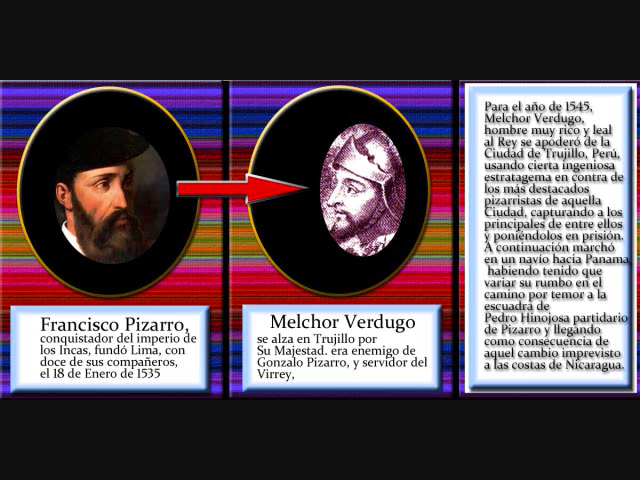 Francisco Pizarro,
conquistador del imperio de
los Incas, fundó Lima, con
doce de sus compañeros,
el 18 de Enero de 1535
Melchor Verdugo
se alza en Trujillo por
Su Majestad. era enemigo de
Gonzalo Pizarro, y servidor del
Virrey,
Para el año de 1545,
Melchor Verdugo,
hombre muy rico y leal
al Rey se apoderó de la
Ciudad de Trujillo, Perú,
usando cierta ingeniosa
estratagema en contra de
los más destacados
pizarristas de aquella
Ciudad, capturando a los
principales de entre ellos
y poniéndolos en prisión.
A continuación marchó
en un navío hacía Panama
habiendo tenido que
variar su rumbo en el
camino por temor a la
escuadra de
Pedro Hinojosa partidario
de Pizarro y llegando
como consecuencia de
aquel cambio imprevisto
a las costas de Nicaragua.